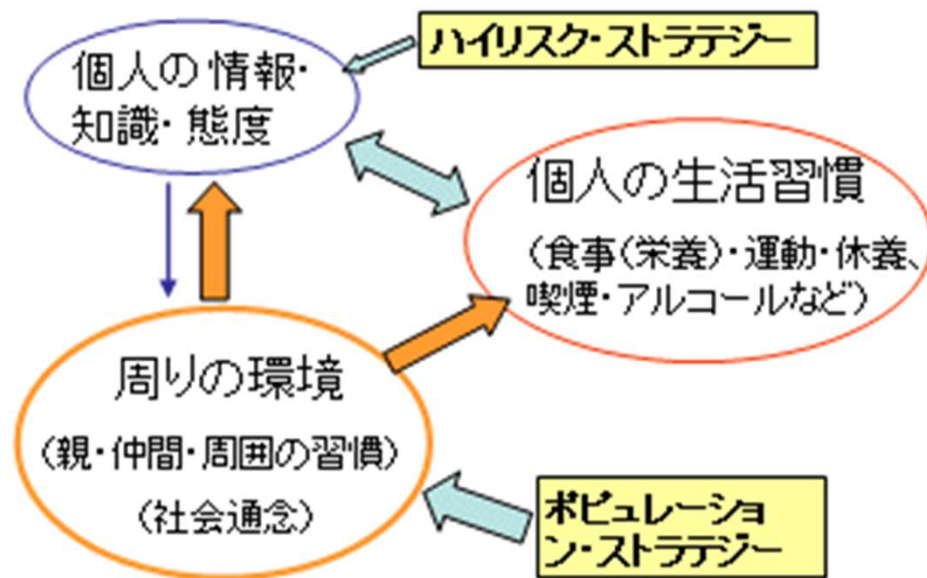 ハイリスク・ストラテジー
個人の情報・
知識・態度
個人の生活習慣
（食事（栄養）・運動・休養、
喫煙・アルコールなど）
周りの環境
（親・仲間・周囲の習慣）
（社会通念）
ポピュレーショ
ン・ストラテジー